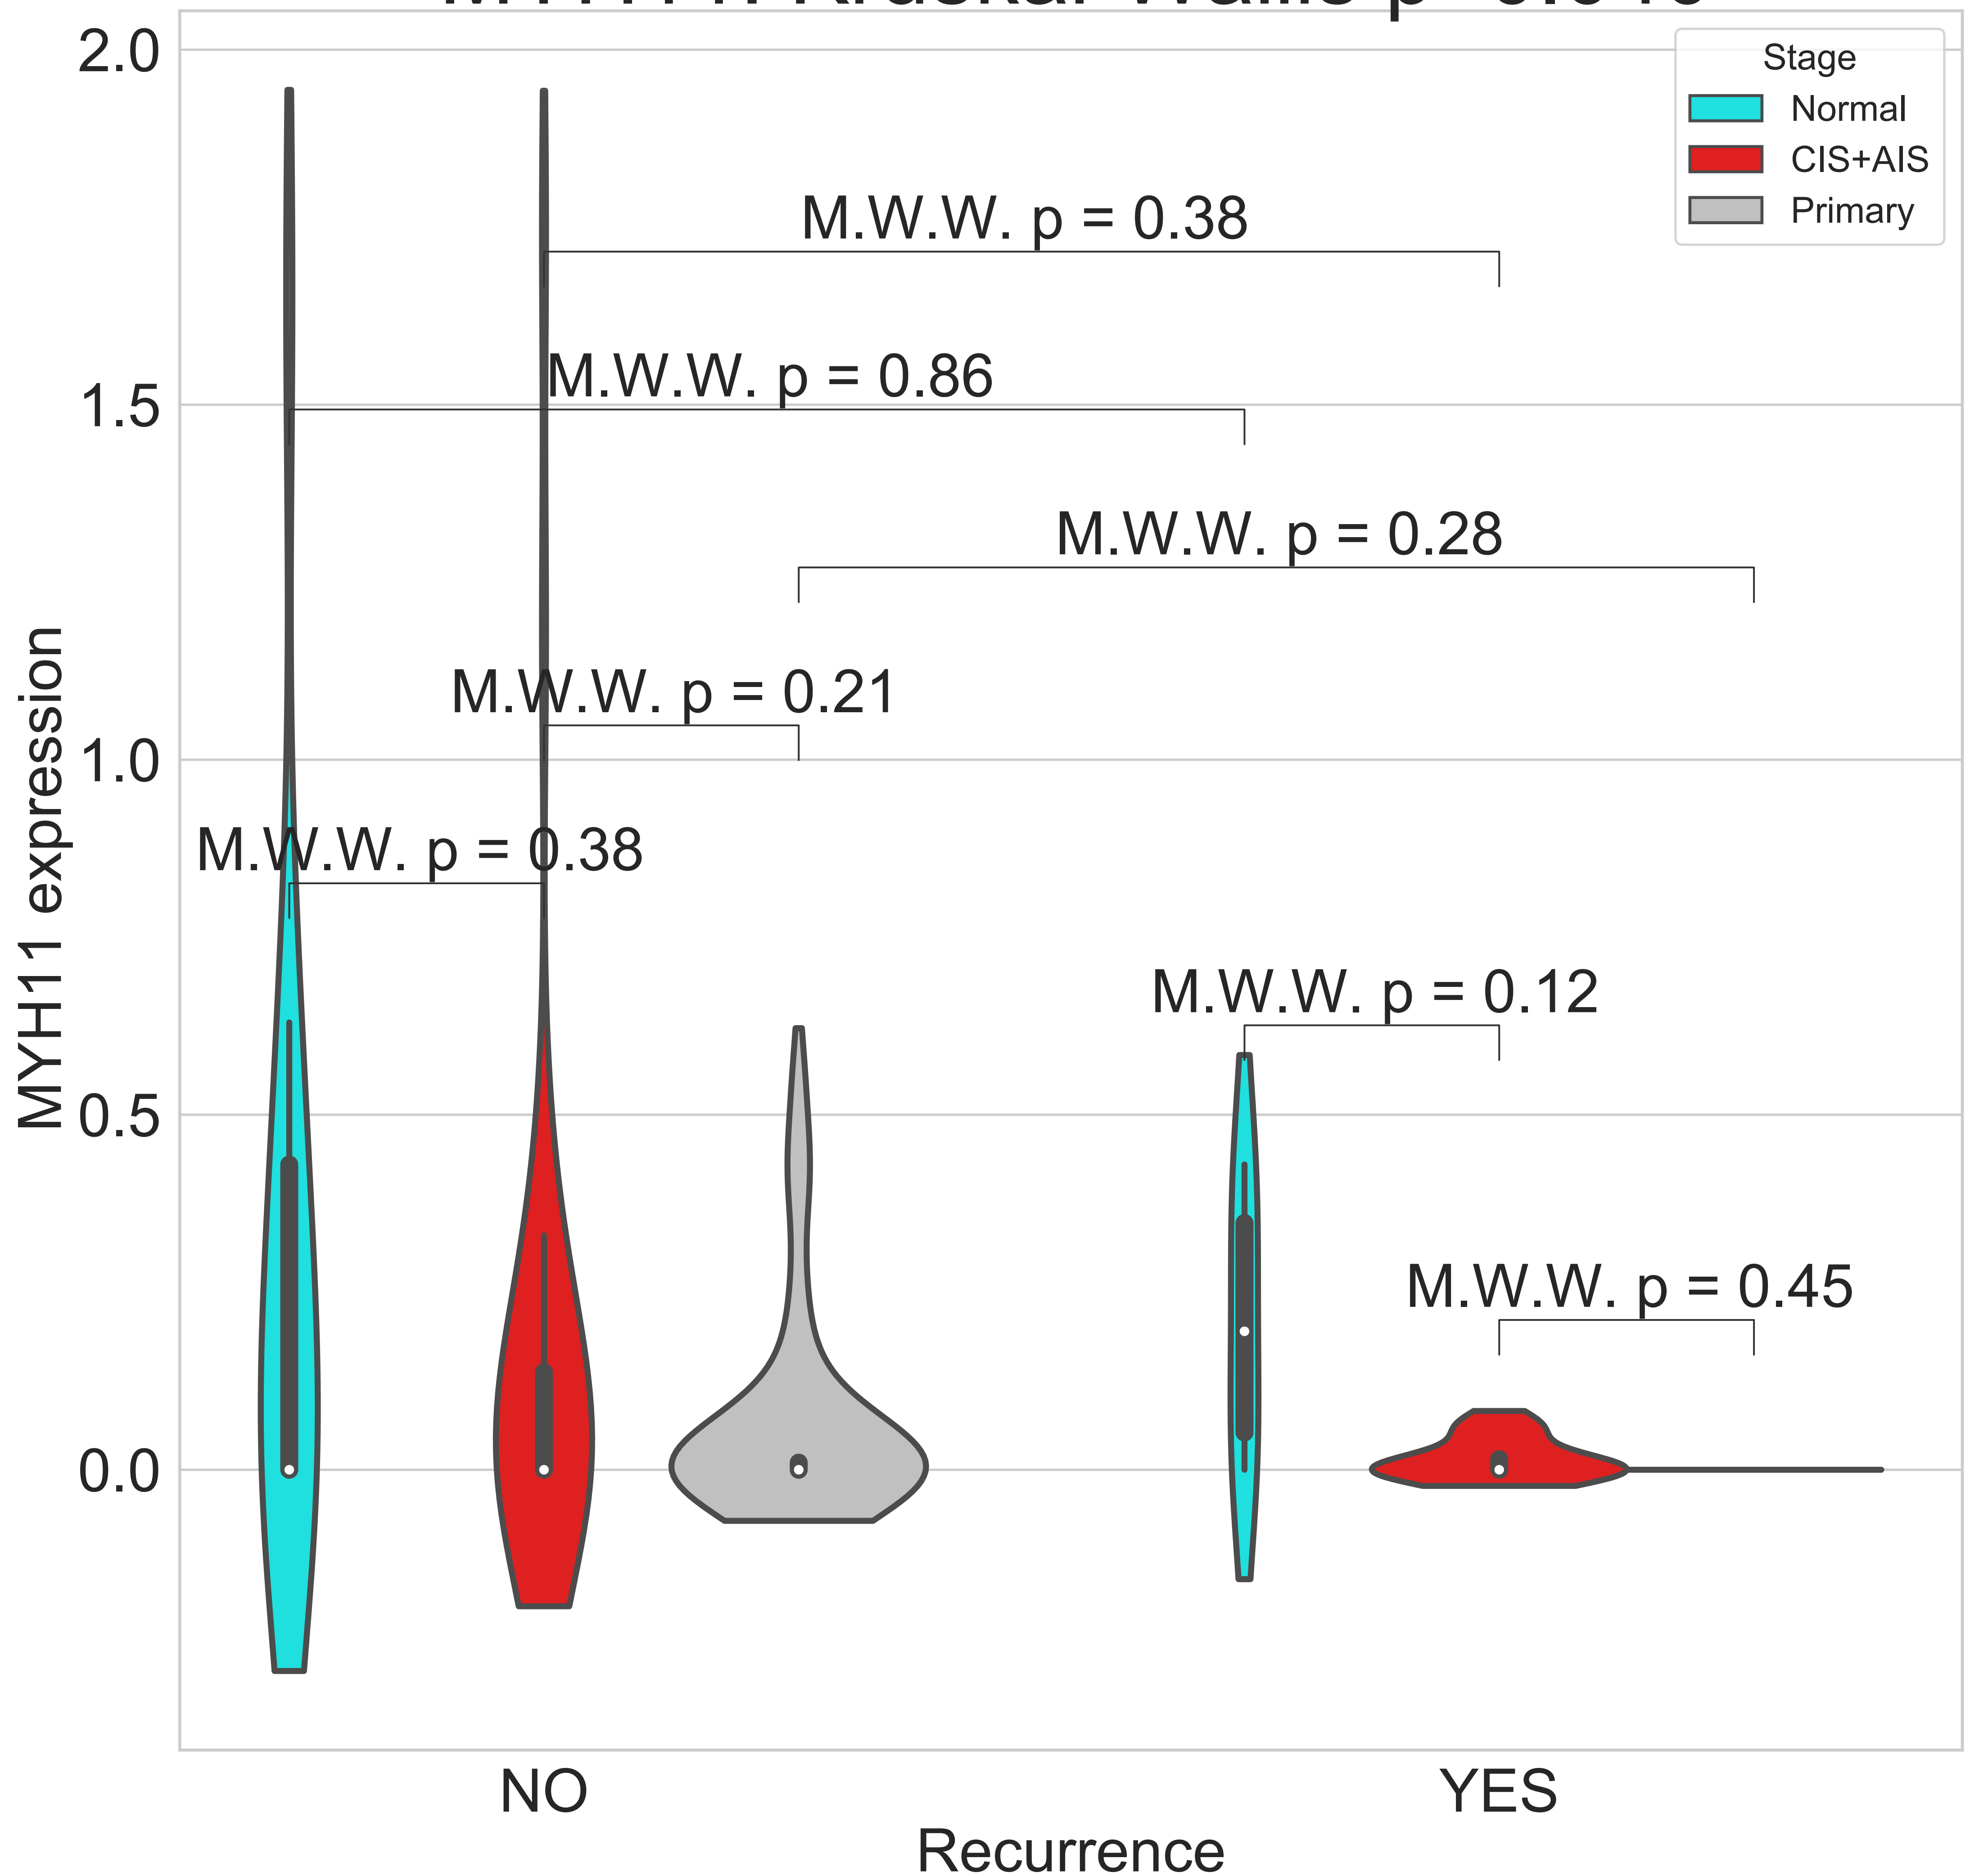 2.0
Stage
Normal
CIS+AIS
Primary
M.W.W. p = 0.38
M.W.W. p = 0.86
1.5
M.W.W. p = 0.28
M.W.W. p = 0.21
1.0
M.W.W. p = 0.38
M.W.W. p = 0.12
MYH11 expression
0.5
M.W.W. p = 0.45
0.0
NO
YES
Recurrence